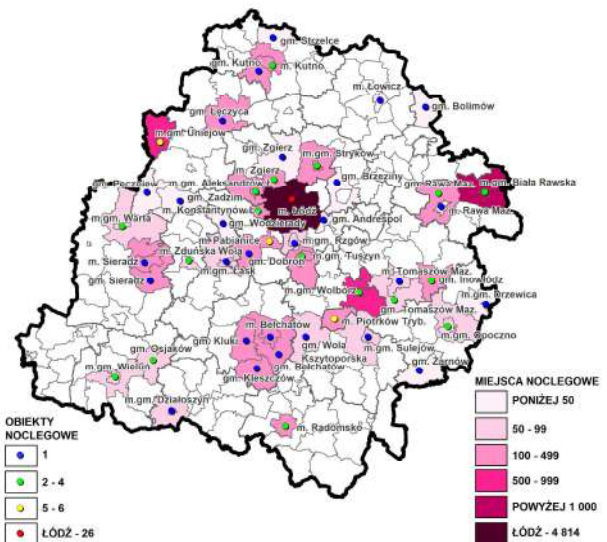 gm. Strzelce
gm. Kutno
m. Kutno
m. Łowicz
gm. Bolimów
gm. Łęczyca
m.gm. Uniejów
gm. Zgierz
m.gm. Stryków
m. Zgierz
gm. Brzeziny
gm. Rawa Maz.
m.gm. Biała Rawska
gm. Pęczniew
m.gm. Aleksandrów Ł
gm. Zadzim
m. Łódź
m. Konstantynów Ł
m. Rawa Maz.
m.gm. Warta
gm. Wodzierady
gm. Andrespol
m. Pabianice
m.gm. Rzgów
m. Zduńska Wola
gm. Dobroń
m.gm. Tuszyn
m. Sieradz
m.gm. Łask
m. Tomaszów Maz.
gm. Inowłódz
gm. Sieradz
m.gm. Wolbórz
m.gm. Drzewica
gm. Tomaszów Maz.
m. Bełchatów
m. Piotrków Tryb.
m.gm. Opoczno
gm. Kluki
gm. Wola
Krzytoporska
m.gm. Sulejów
gm. Osjaków
gm. Bełchatów
gm. Żarnów
m.gm. Wieluń
gm. Kleszczów
m.gm. Działoszyn
m. Radomsko
OBIEKTY
NOCLEGOWE
1
2 - 4
5 - 6
ŁÓDŹ - 26
MIEJSCA NOCLEGOWE
PONIŻEJ 50
50 - 99
100 - 499
500 - 999
POWYŻEJ 1 000
ŁÓDŹ - 4 814